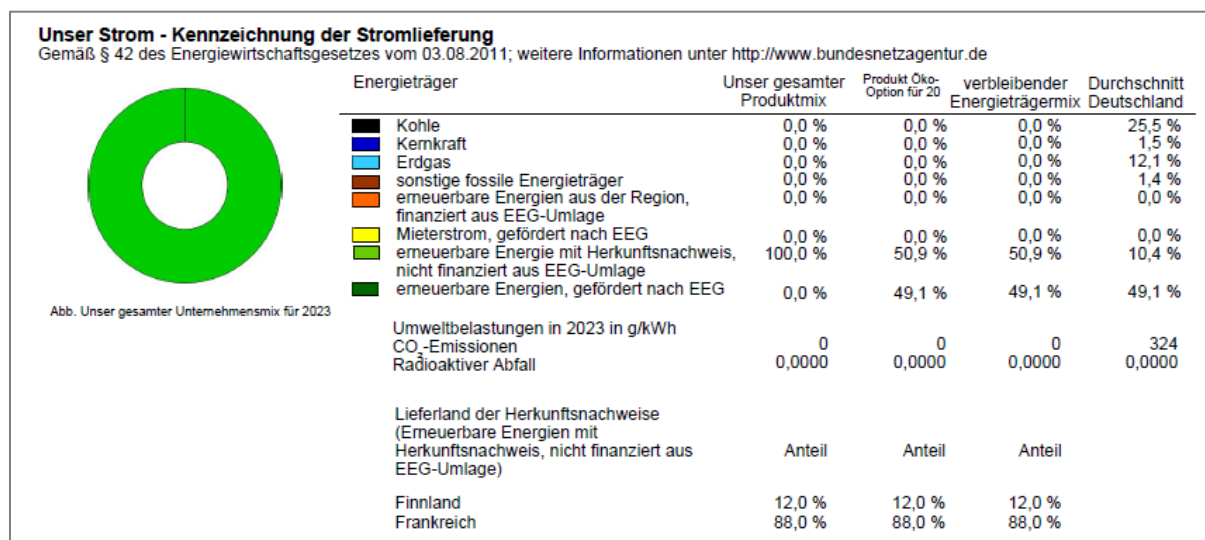 Unser Strom - Kennzeichnung der Stromlieferung
Gemäß § 42 des Energiewirtschaftsgesetzes vom 03.08.2011; weitere Informationen unter http://www.bundesnetzagentur.de
Energieträger Unser gesamter Produktmix Produkt Öko-Option für 20 verbleibender Energieträgermix Durchschnitt Deutschland
Kohle 0,0 % 0,0 % 0,0 % 25,5 %
Kernkraft 0,0 % 0,0 % 0,0 % 1,5 %
Erdgas 0,0 % 0,0 % 0,0 % 12,1 %
sonstige fossile Energieträger 0,0 % 0,0 % 0,0 % 1,4 %
erneuerbare Energien aus der Region, 0,0 % 0,0 % 0,0 % 0,0 %
finanziert aus EEG-Umlage
Mieterstrom, gefördert nach EEG 0,0 % 0,0 % 0,0 % 0,0 %
erneuerbare Energie mit Herkunftsnachweis, 100,0 % 50,9 % 50,9 % 10,4 %
nicht finanziert aus EEG-Umlage
erneuerbare Energien, gefördert nach EEG 0,0 % 49,1 % 49,1 % 49,1 %
Abb. Unser gesamter Unternehmensmix für 2023
Umweltbelastungen in 2023 in g/kWh
CO₂-Emissionen 0 0 0 324
Radioaktiver Abfall 0,0000 0,0000 0,0000 0,0000
Lieferland der Herkunftsnachweise
(Erneuerbare Energien mit
Herkunftsnachweis, nicht finanziert aus Anteil Anteil Anteil
EEG-Umlage)
Finnland 12,0 % 12,0 % 12,0 %
Frankreich 88,0 % 88,0 % 88,0 %